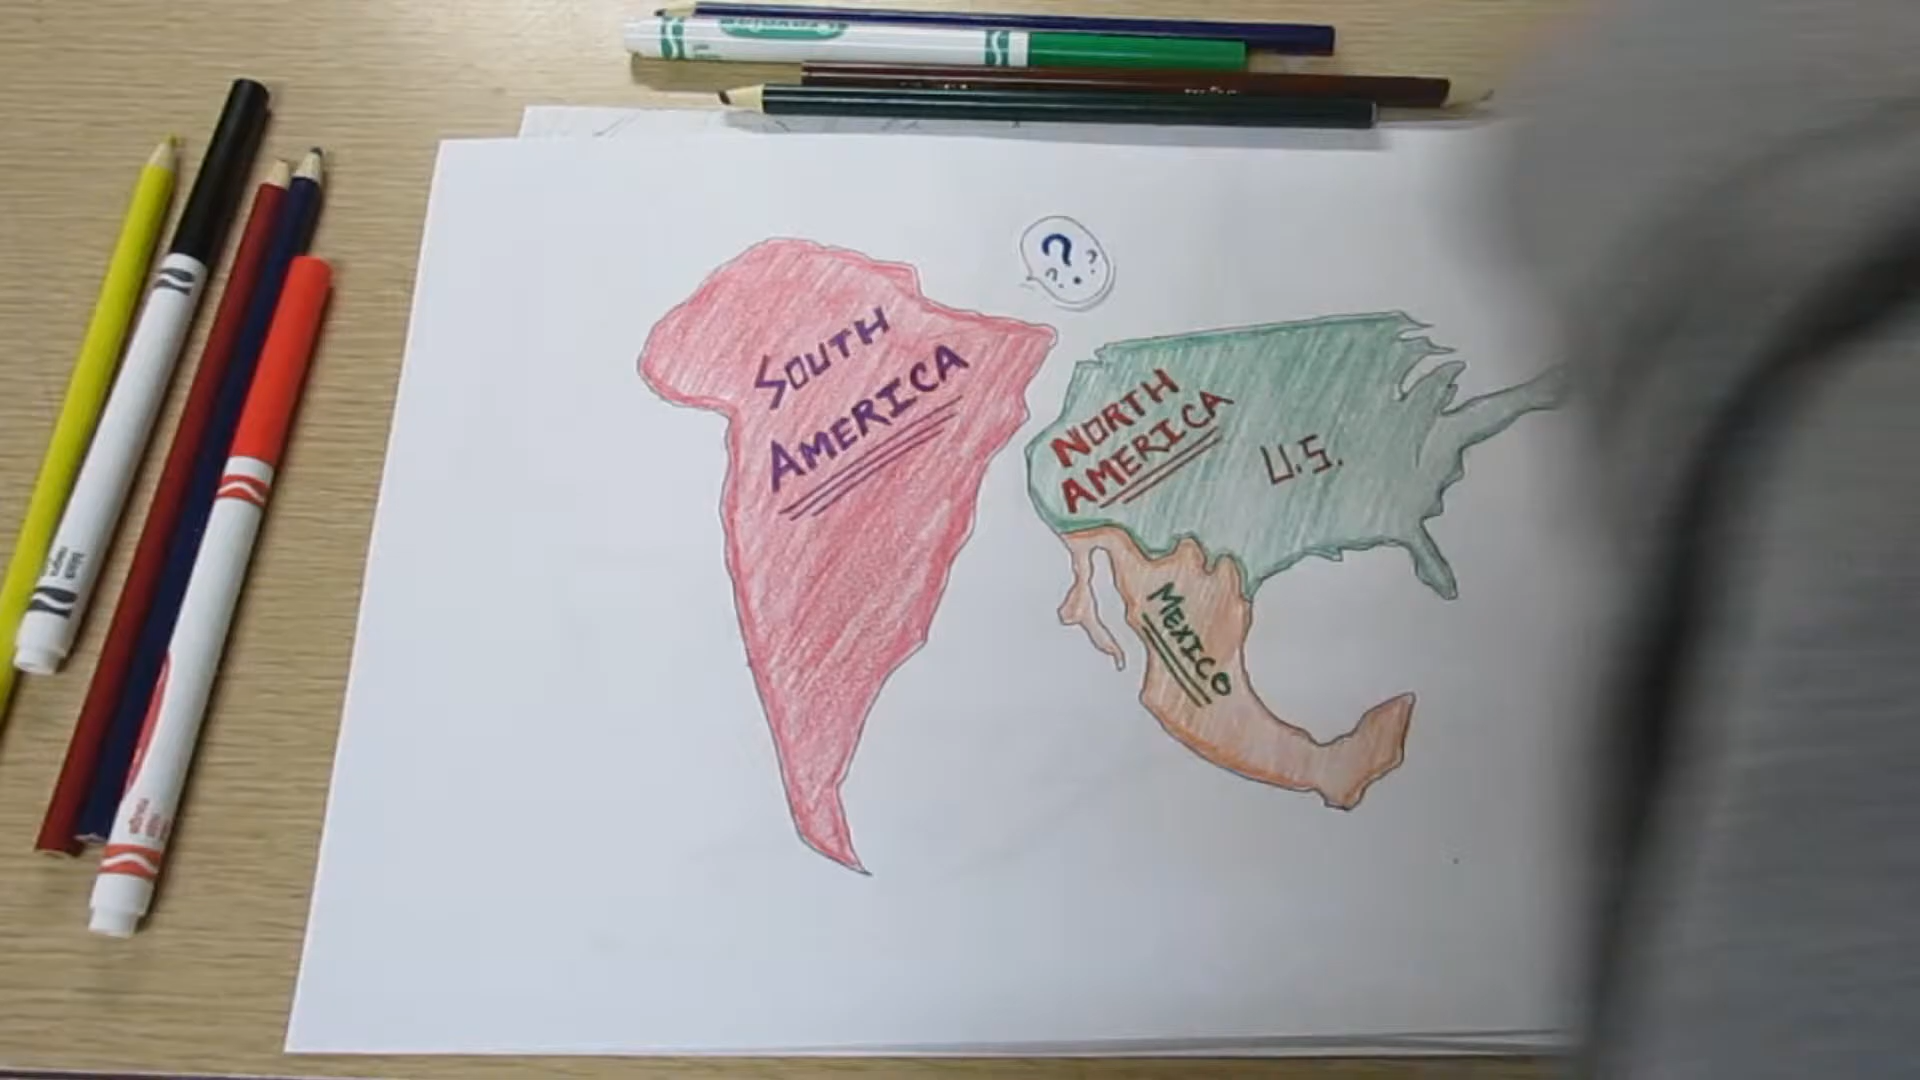 SOUTH
AMERICA
?
? ?
NORTH
AMERICA
U.S.
MEXICO